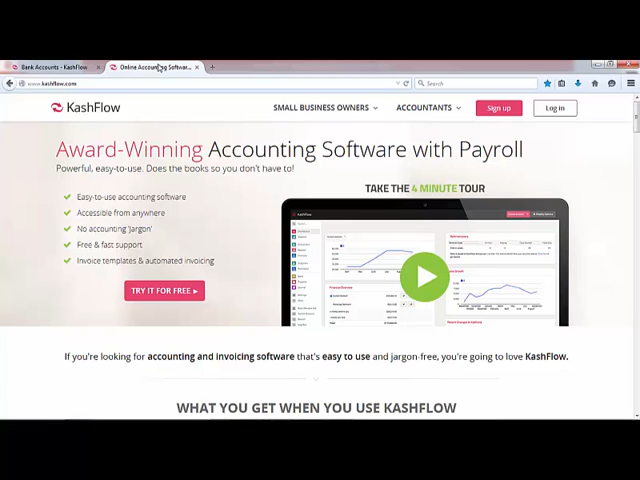 Bank Accounts - KashFlow
Online Accounting Softwar...
www.kashflow.com
Search
KashFlow
SMALL BUSINESS OWNERS
ACCOUNTANTS
Sign up
Log in
Award-Winning Accounting Software with Payroll
Powerful, easy-to-use. Does the books so you don't have to!
TAKE THE 4 MINUTE TOUR
Easy-to-use accounting software
Accessible from anywhere
No accounting 'jargon'
Free & fast support
Invoice templates & automated invoicing
TRY IT FOR FREE
KashFlow
If you're looking for accounting and invoicing software that's easy to use and jargon-free, you're going to love KashFlow.
WHAT YOU GET WHEN YOU USE KASHFLOW